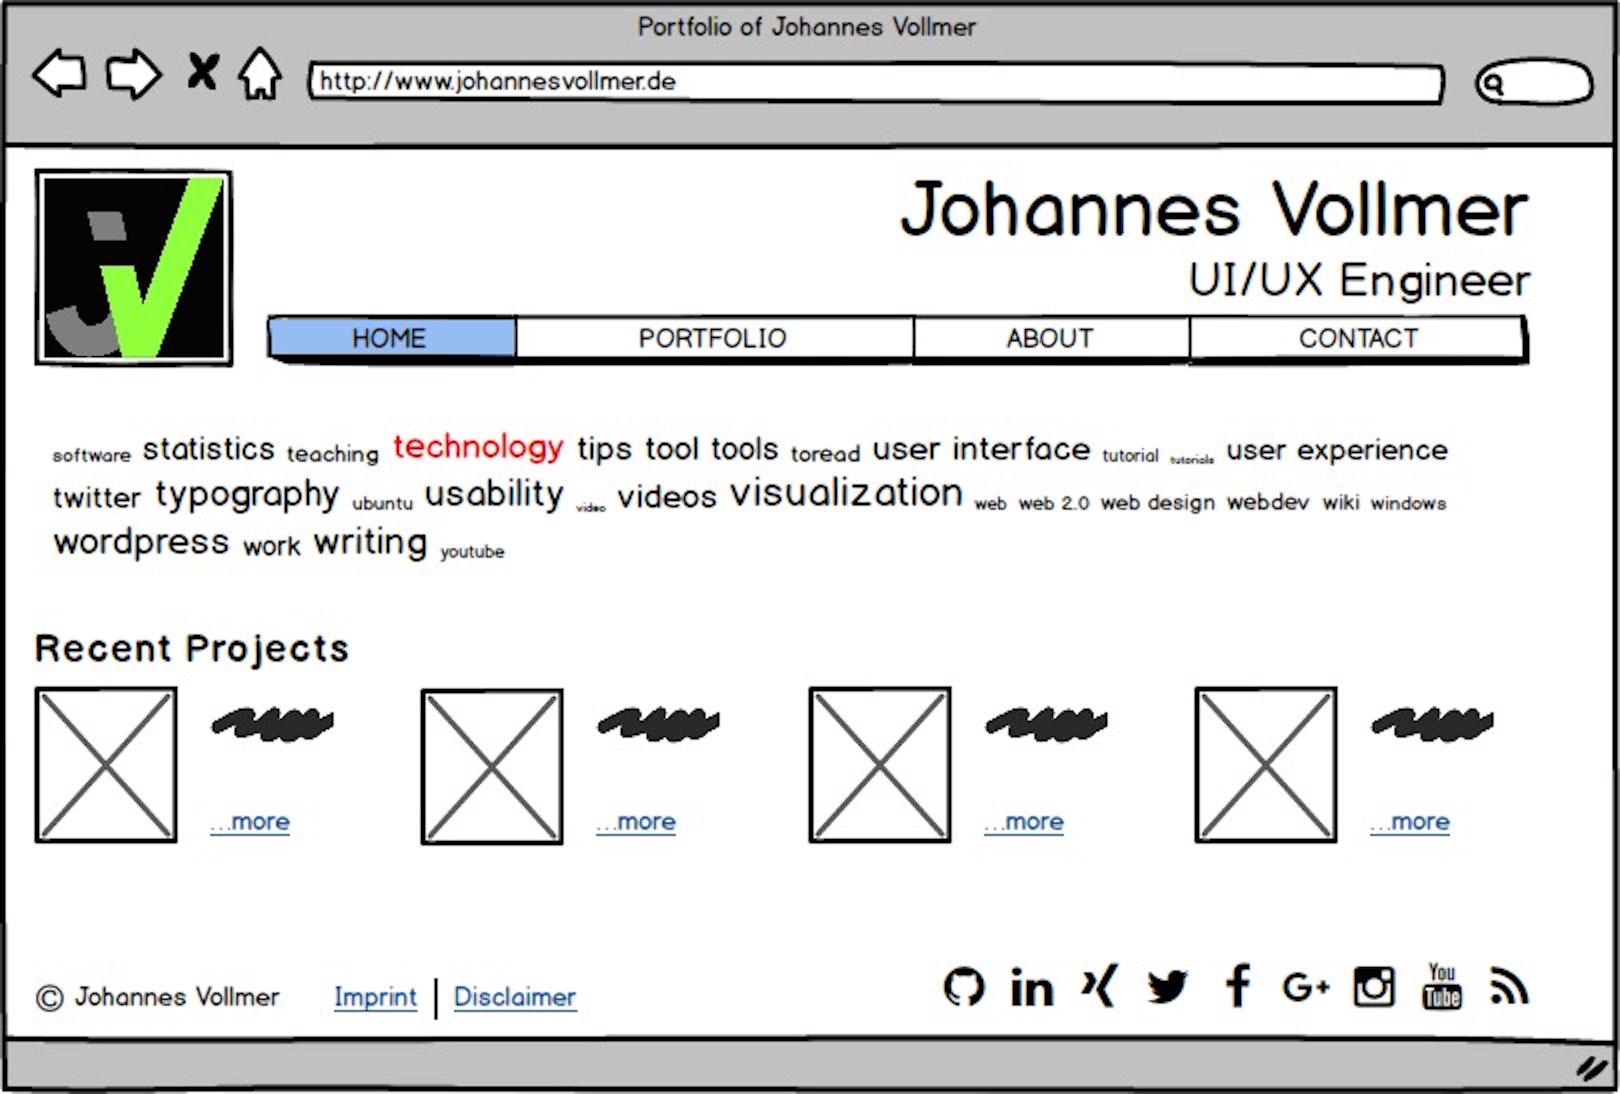 Portfolio of Johannes Vollmer
http://www.johannesvollmer.de
jV
Johannes Vollmer
UI/UX Engineer
HOME PORTFOLIO ABOUT CONTACT
software statistics teaching technology tips tool tools toread user interface tutorial tutorials user experience
twitter typography ubuntu usability video videos visualization web web 2.0 web design webdev wiki windows
wordpress work writing youtube
Recent Projects
...more ...more ...more ...more
© Johannes Vollmer Imprint | Disclaimer in f G+ You Tube